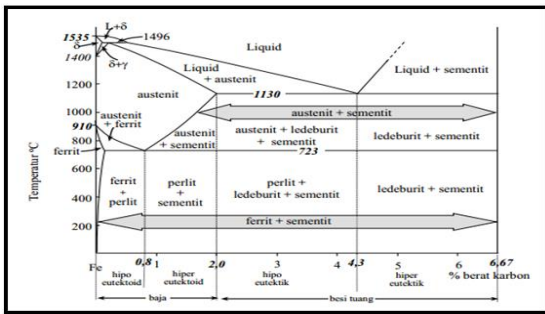 L+δ
1535
1496
δ
1400
δ+γ
Liquid
Liquid
+ austenit
Liquid + sementit
austenit
1130
1200
1000
910
800
600
400
200
Temperatur °C
austenit
+ ferrit
austenit + sementit
austenit
+ sementit
austenit + ledeburit
+ sementit
ledeburit + sementit
ferrit
723
ferrit
+
perlit
perlit
+
sementit
perlit +
ledeburit + sementit
ledeburit + sementit
ferrit + sementit
Fe
0,8
1
2,0
3
4
4,3
5
6
6,67
hipo
eutektoid
hiper
eutektoid
hipo
eutektik
hiper
eutektik
% berat karbon
baja
besi tuang